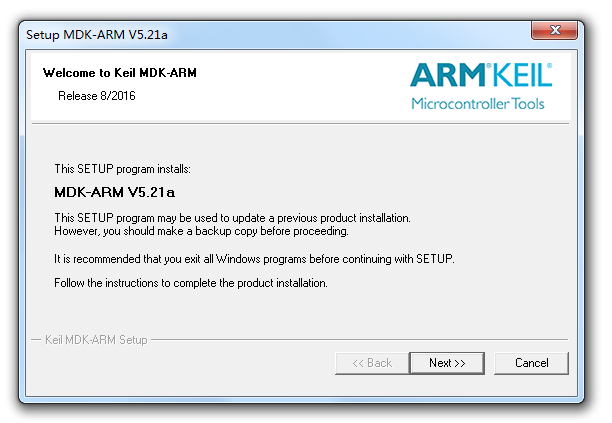 Setup MDK-ARM V5.21a
Welcome to Keil MDK-ARM
Release 8/2016
ARM®KEIL®
Microcontroller Tools
This SETUP program installs:
MDK-ARM V5.21a
This SETUP program may be used to update a previous product installation.
However, you should make a backup copy before proceeding.
It is recommended that you exit all Windows programs before continuing with SETUP.
Follow the instructions to complete the product installation.
Keil MDK-ARM Setup
<< Back
Next >>
Cancel